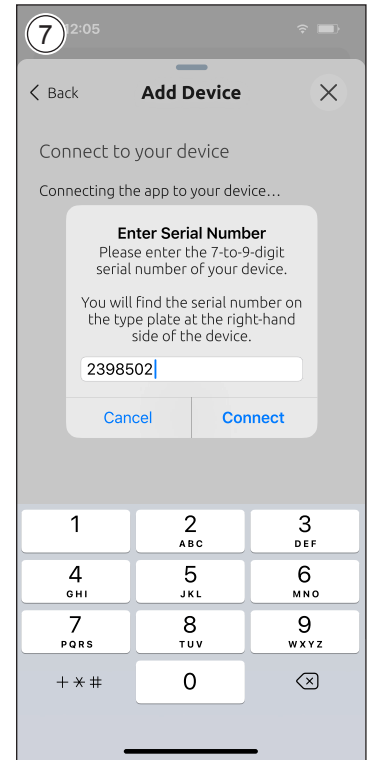 7
12:05
Back
Add Device
Connect to your device
Connecting the app to your device...
Enter Serial Number
Please enter the 7-to-9-digit
serial number of your device.
You will find the serial number on
the type plate at the right-hand
side of the device.
2398502
Cancel
Connect
1
2
ABC
3
DEF
4
GHI
5
JKL
6
MNO
7
PQRS
8
TUV
9
WXYZ
+*#
0